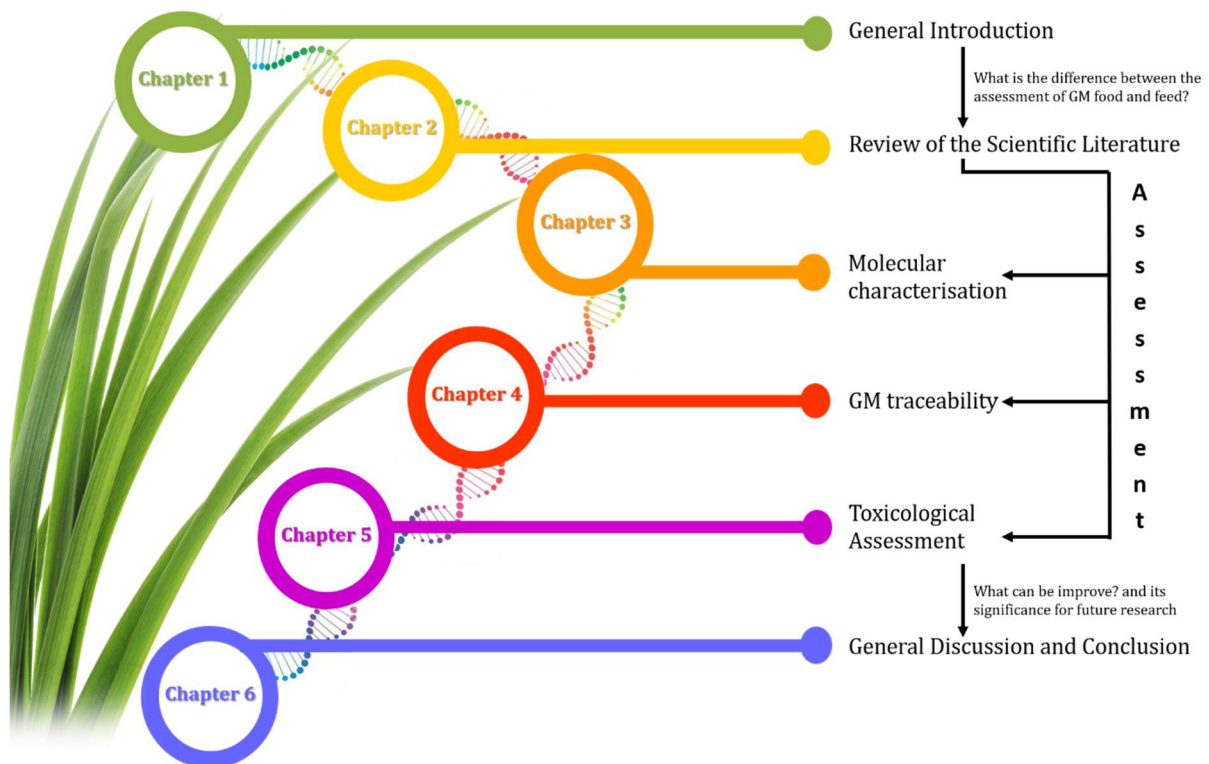 Chapter 1
General Introduction
What is the difference between the
assessment of GM food and feed?
Chapter 2
Review of the Scientific Literature
Chapter 3
Molecular
characterisation
Assessment
Chapter 4
GM traceability
Chapter 5
Toxicological
Assessment
What can be improve? and its
significance for future research
Chapter 6
General Discussion and Conclusion